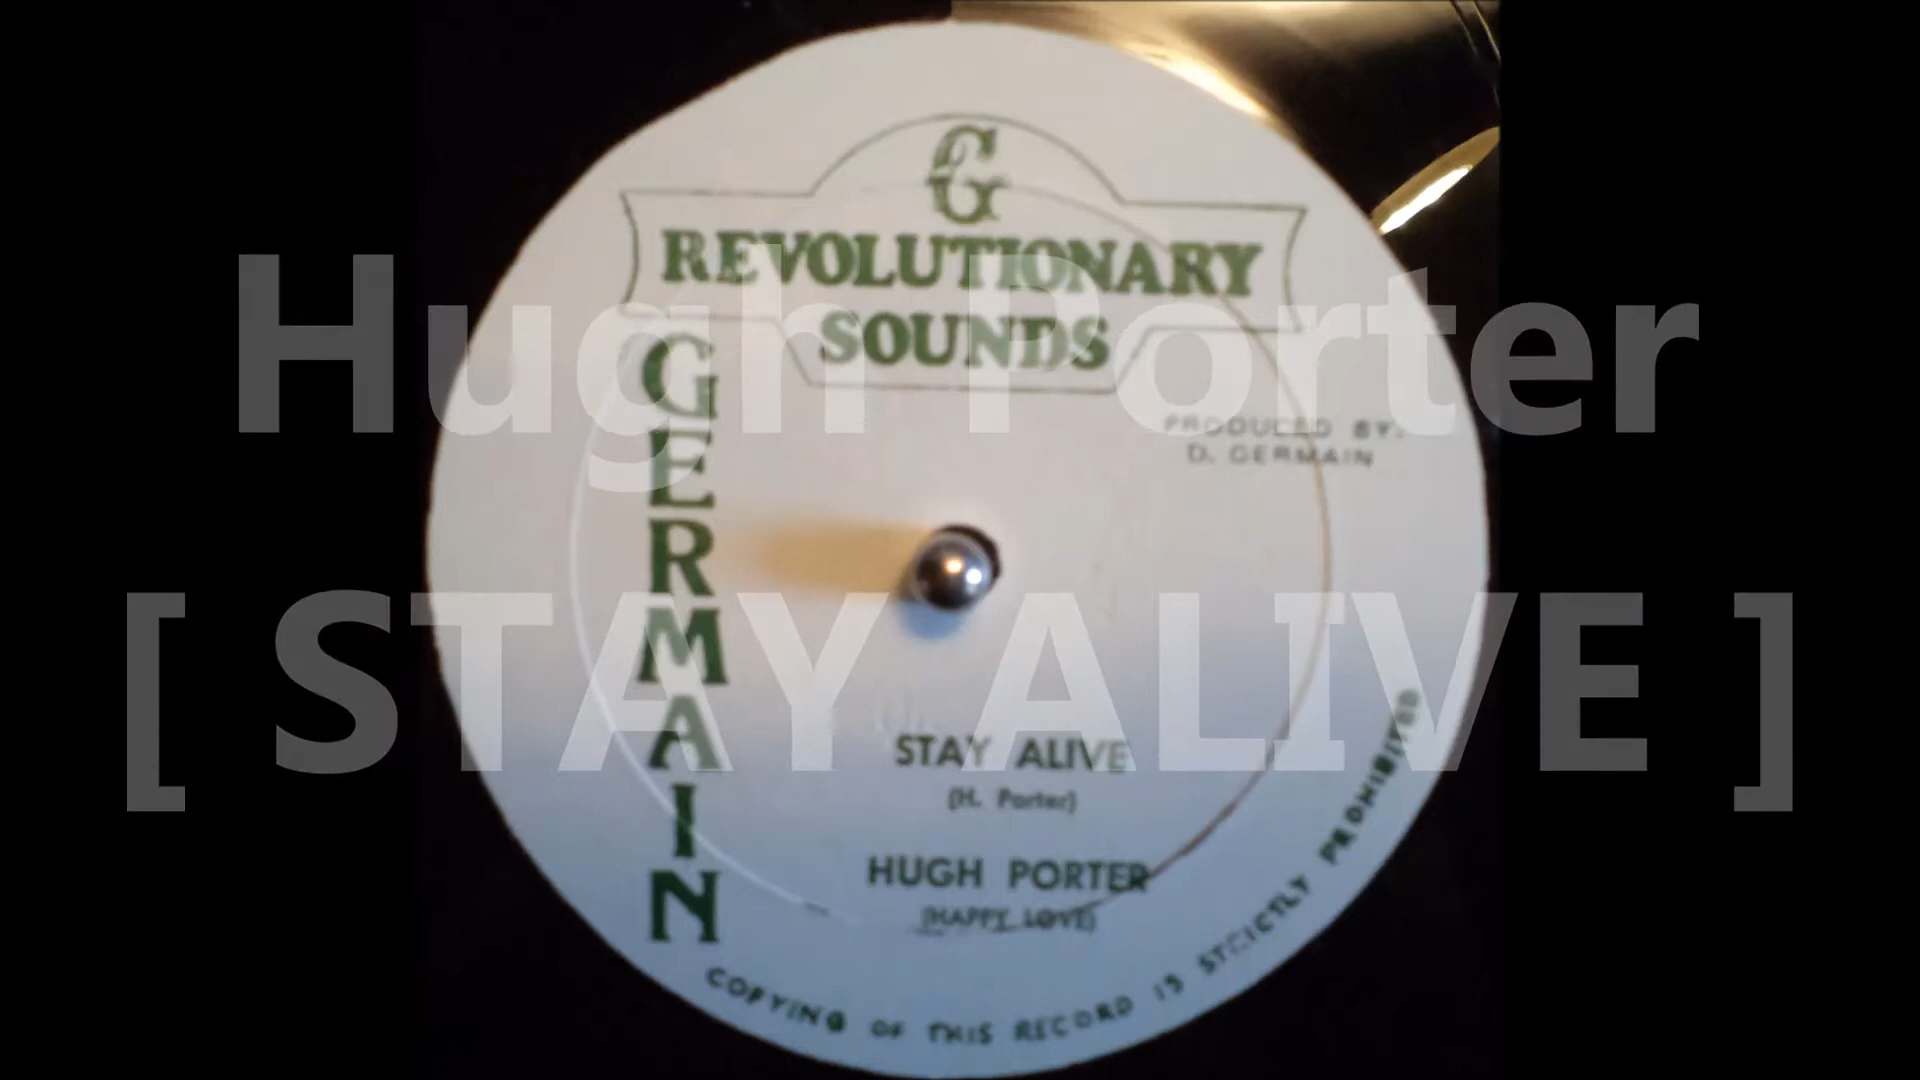 G
REVOLUTIONARY
SOUNDS
GERMAIN
PRODUCED BY:
D. GERMAIN
Hugh Porter
[ STAY ALIVE ]
STAY ALIVE
(H. Porter)
HUGH PORTER
(HAPPY LOVE)
COPYING OF THIS RECORD IS STRICTLY PROHIBITED